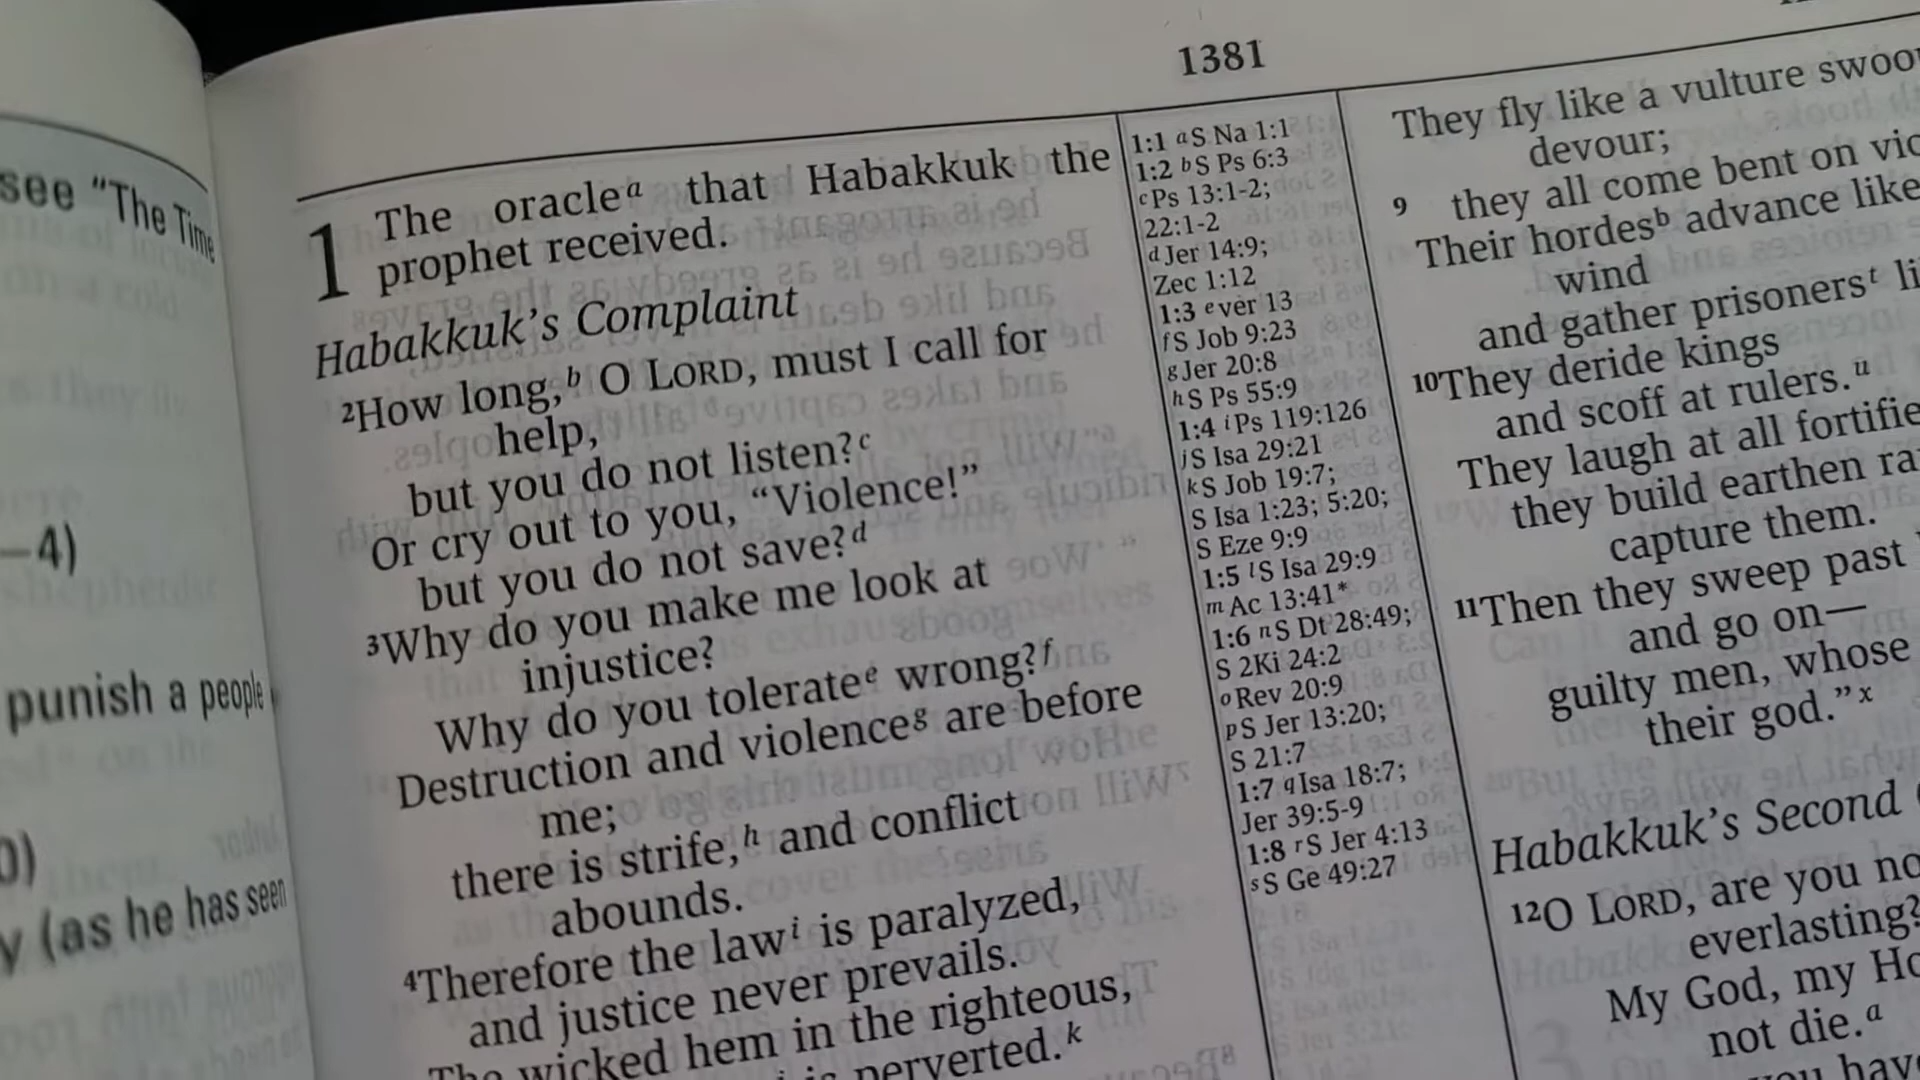 see "The Time
–4)
punish a people
y (as he has seen
1381
1 The oracleᵃ that Habakkuk the
prophet received.
Habakkuk's Complaint
²How long,ᵇ O LORD, must I call for
help,
but you do not listen?ᶜ
Or cry out to you, "Violence!"
but you do not save?ᵈ
³Why do you make me look at
injustice?
Why do you tolerateᵉ wrong?ᶠ
Destruction and violenceᵍ are before
me;
there is strife,ʰ and conflict
abounds.
⁴Therefore the lawⁱ is paralyzed,
and justice never prevails.
The wicked hem in the righteous,
is perverted.ᵏ
1:1 ᵃS Na 1:1
1:2 ᵇS Ps 6:3
ᶜPs 13:1-2;
22:1-2
ᵈJer 14:9;
Zec 1:12
1:3 ᵉver 13
ᶠS Job 9:23
ᵍJer 20:8
ʰS Ps 55:9
1:4 ⁱPs 119:126
ʲS Isa 29:21
ᵏS Job 19:7;
S Isa 1:23; 5:20;
S Eze 9:9
1:5 ˡS Isa 29:9
ᵐAc 13:41*
1:6 ⁿS Dt 28:49;
S 2Ki 24:2
ᵒRev 20:9
ᵖS Jer 13:20;
S 21:7
1:7 qIsa 18:7;
Jer 39:5-9
1:8 ʳS Jer 4:13
ˢS Ge 49:27
They fly like a vulture swoo
devour;
9 they all come bent on vio
Their hordesᵇ advance like
wind
and gather prisonersᵗ li
¹⁰They deride kings
and scoff at rulers.ᵘ
They laugh at all fortifie
they build earthen ra
capture them.
¹¹Then they sweep past
and go on—
guilty men, whose
their god."ˣ
Habakkuk's Second
¹²O LORD, are you no
everlasting?
My God, my Ho
not die.ᵃ
you have